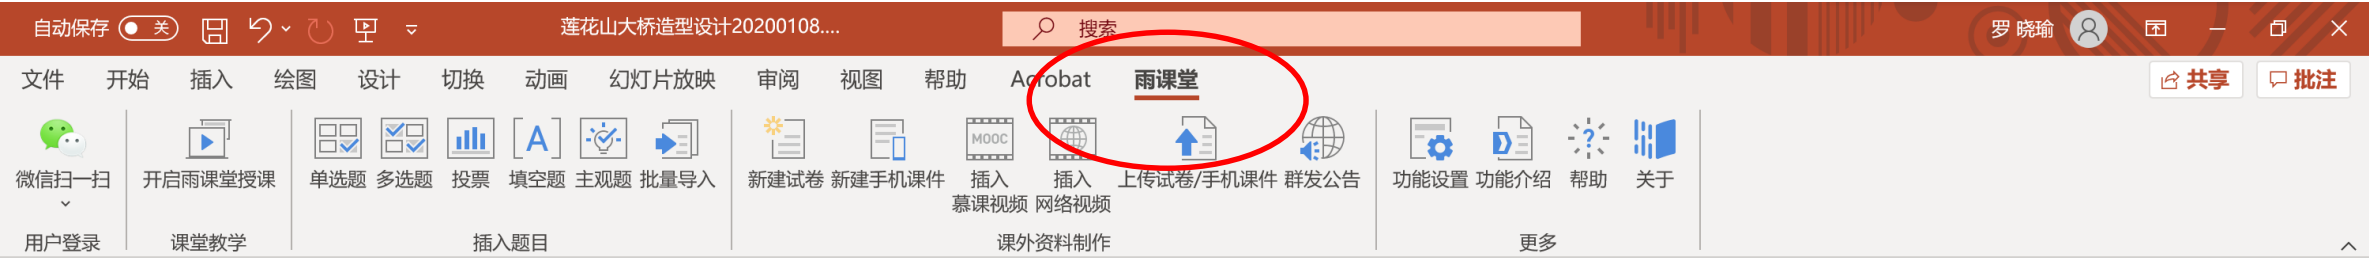 自动保存 关 莲花山大桥造型设计20200108.... 搜索 罗 晓瑜
文件 开始 插入 绘图 设计 切换 动画 幻灯片放映 审阅 视图 帮助 Acrobat 雨课堂 共享 批注
A MOOC ?
微信扫一扫 开启雨课堂授课 单选题 多选题 投票 填空题 主观题 批量导入 新建试卷 新建手机课件 插入 插入 上传试卷/手机课件 群发公告 功能设置 功能介绍 帮助 关于
慕课视频 网络视频
用户登录 课堂教学 插入题目 课外资料制作 更多